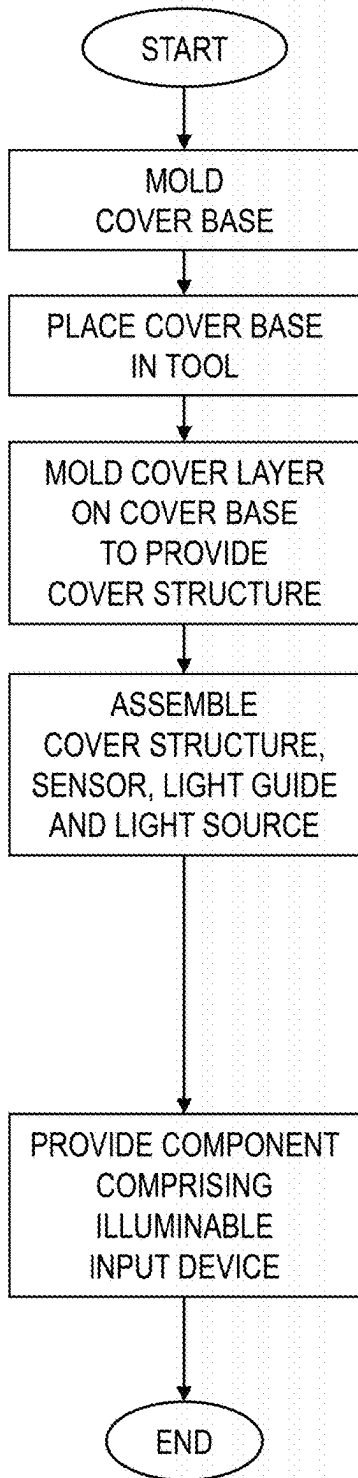 START
MOLD
COVER BASE
PLACE COVER BASE
IN TOOL
MOLD COVER LAYER
ON COVER BASE
TO PROVIDE
COVER STRUCTURE
ASSEMBLE
COVER STRUCTURE,
SENSOR, LIGHT GUIDE
AND LIGHT SOURCE
PROVIDE COMPONENT
COMPRISING
ILLUMINABLE
INPUT DEVICE
END